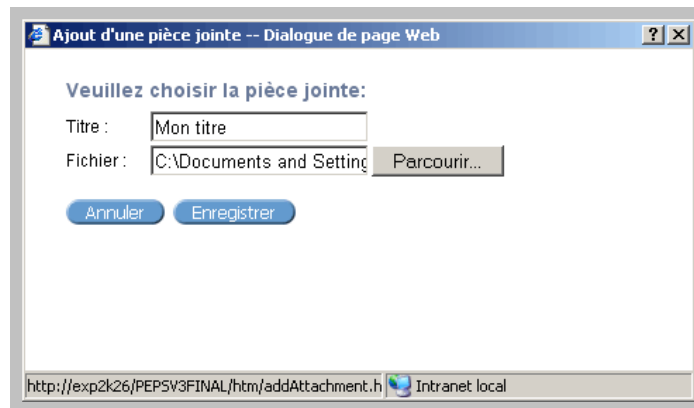 Ajout d'une pièce jointe -- Dialogue de page Web
Veuillez choisir la pièce jointe:
Titre : Mon titre
Fichier : C:\Documents and Setting Parcourir...
Annuler Enregistrer
http://exp2k26/PEPSV3FINAL/htm/addAttachment.h Intranet local